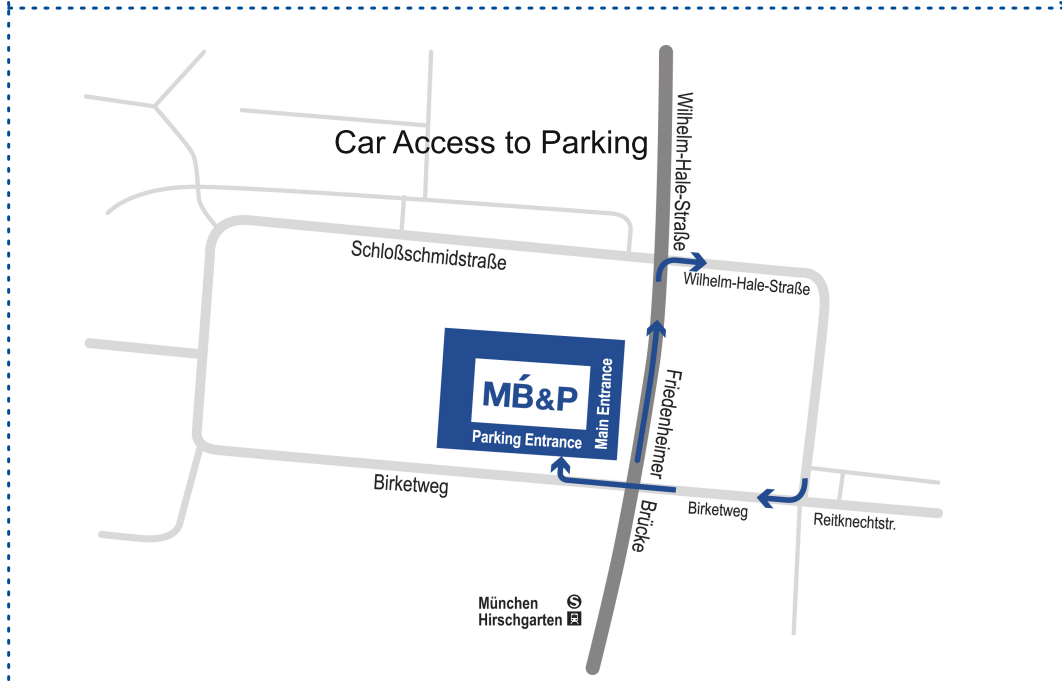 Car Access to Parking
Wilhelm-Hale-Straße
Schloßschmidstraße
Wilhelm-Hale-Straße
MB́&P
Main Entrance
Parking Entrance
Friedenheimer
Brücke
Birketweg
Birketweg
Reitknechtstr.
München S
Hirschgarten